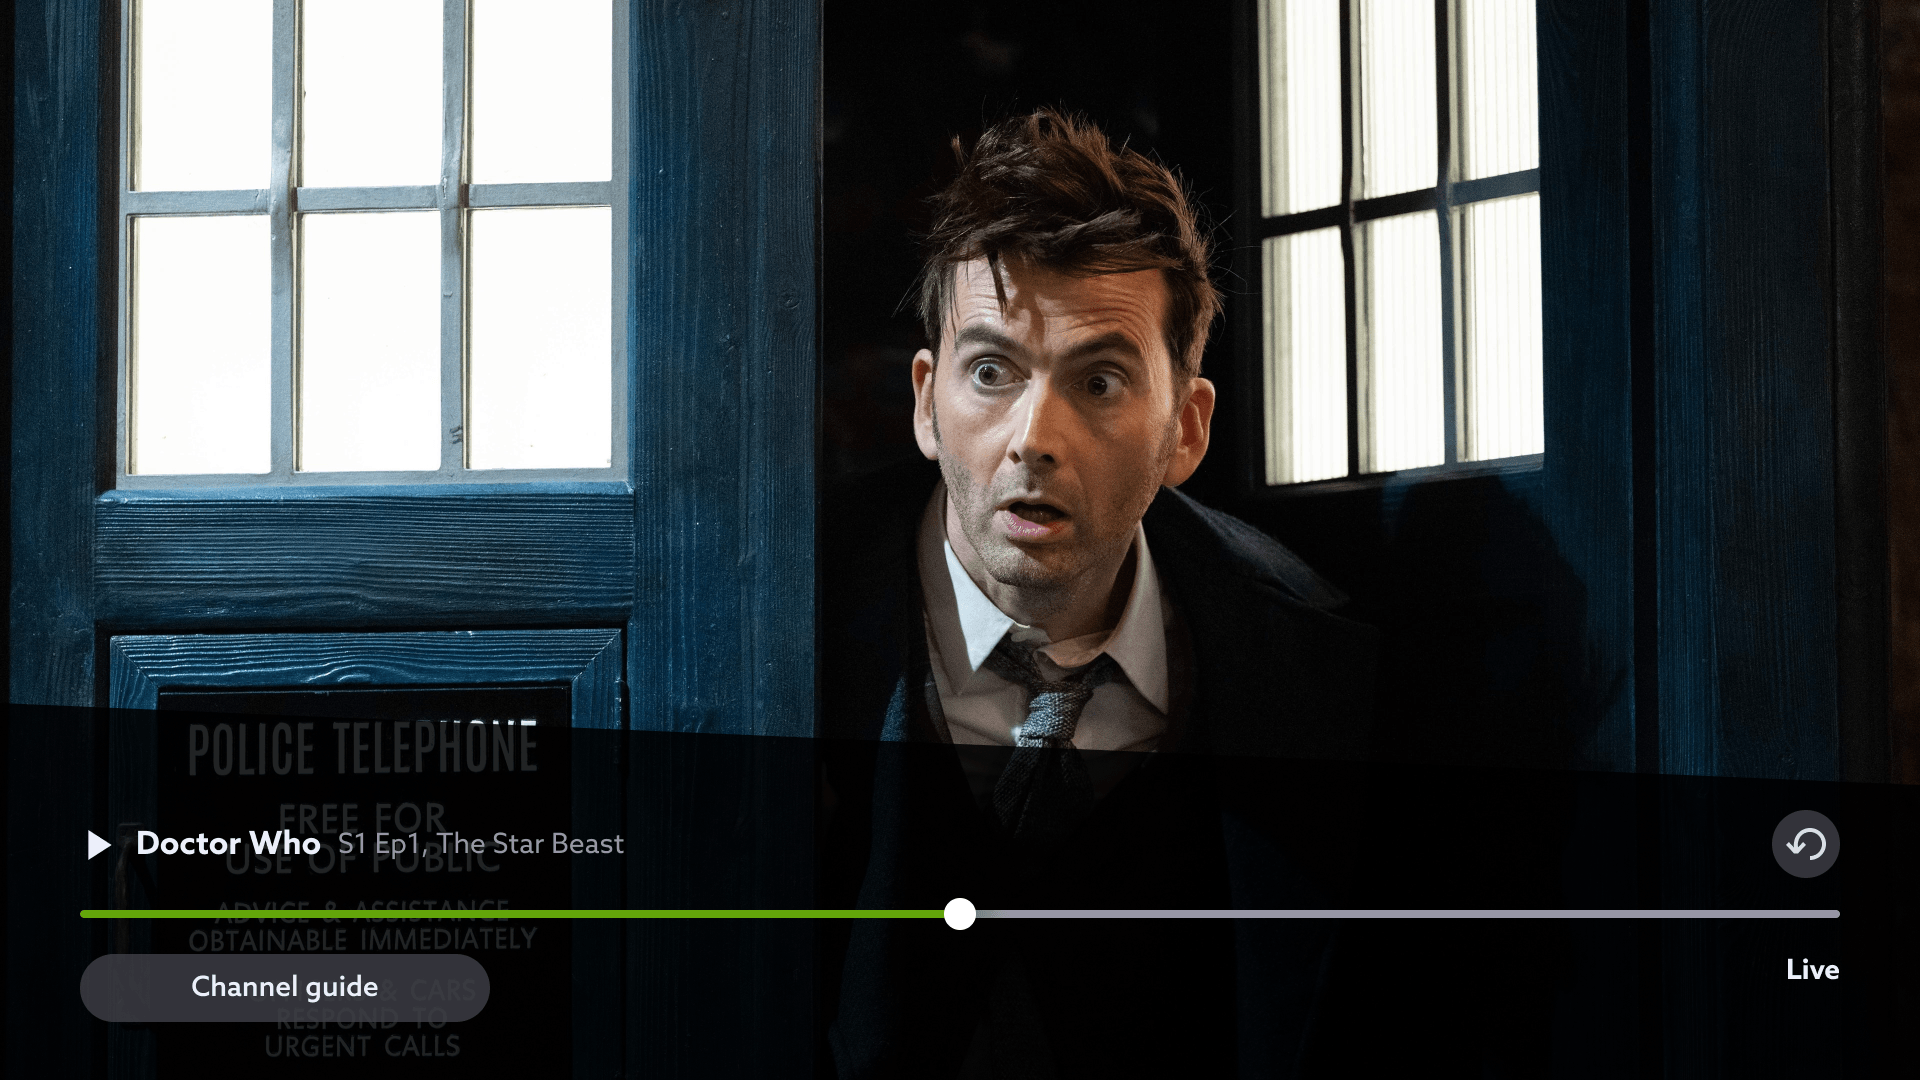 POLICE TELEPHONE
FREE FOR
USE OF PUBLIC
ADVICE & ASSISTANCE
OBTAINABLE IMMEDIATELY
& CARS
RESPOND TO
URGENT CALLS
Doctor Who S1 Ep1, The Star Beast
Channel guide
Live